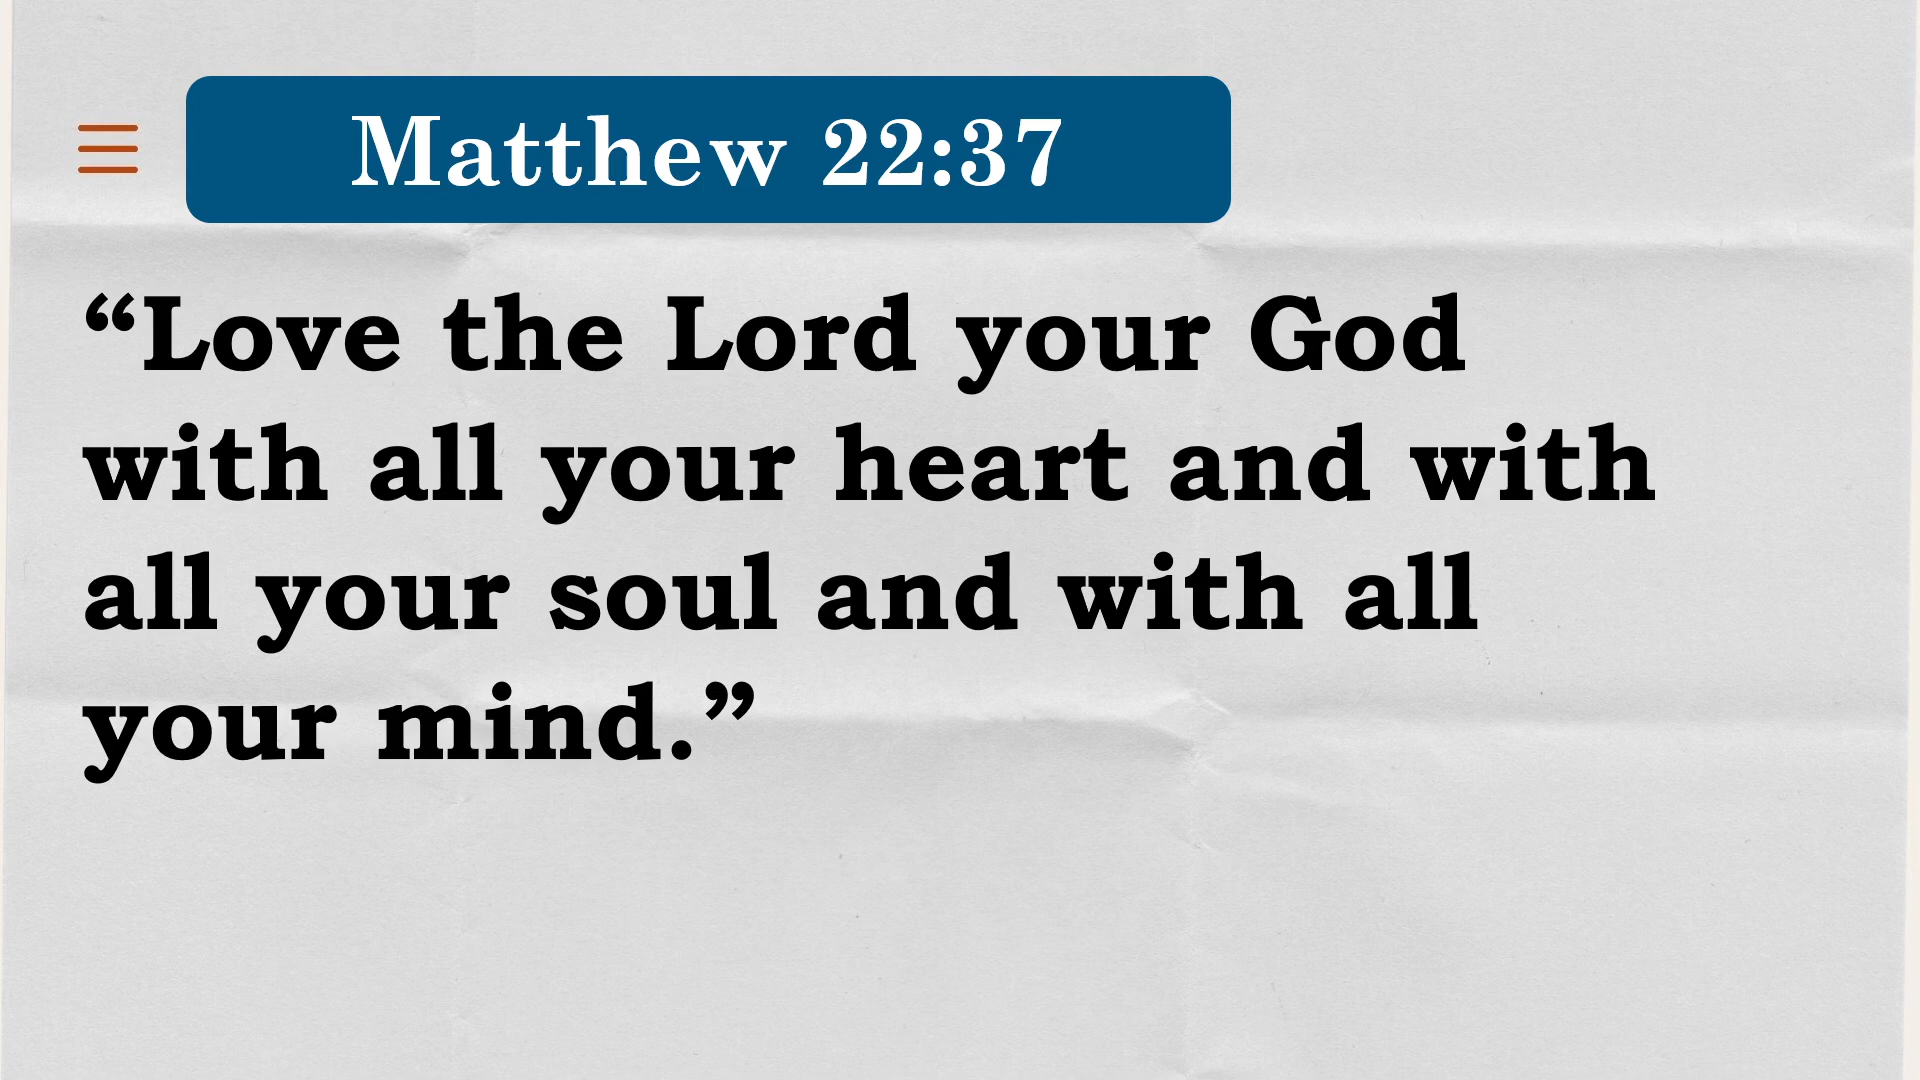 Matthew 22:37
“Love the Lord your God
with all your heart and with
all your soul and with all
your mind.”